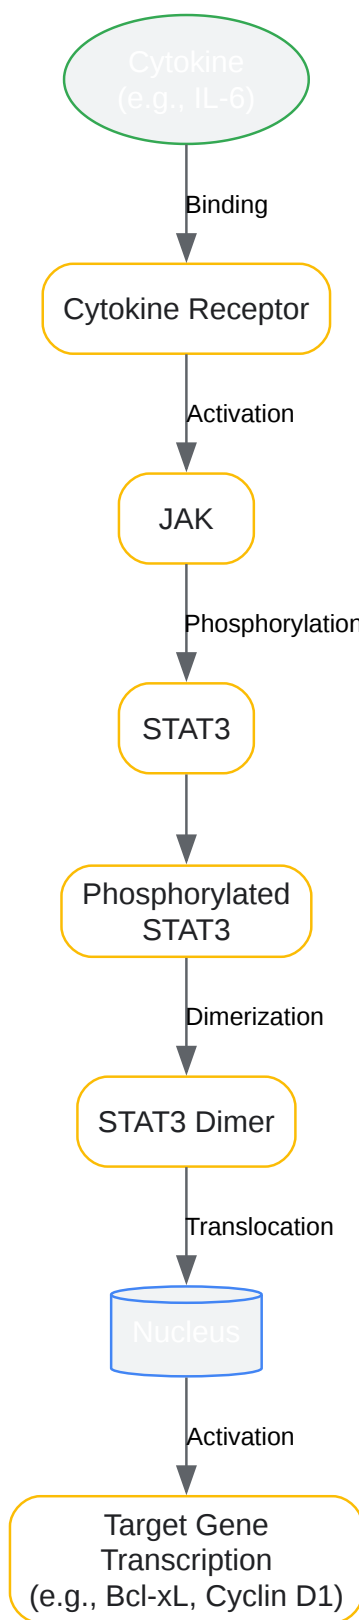 Cytokine
(e.g., IL-6)
Binding
Cytokine Receptor
Activation
JAK
Phosphorylation
STAT3
Phosphorylated
STAT3
Dimerization
STAT3 Dimer
Translocation
Nucleus
Activation
Target Gene
Transcription
(e.g., Bcl-xL, Cyclin D1)